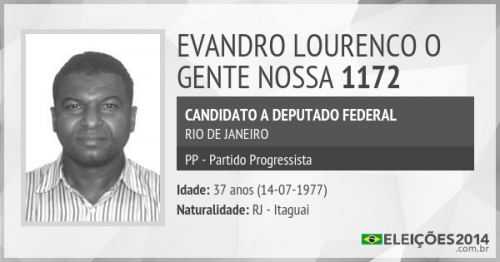 EVANDRO LOURENCO O
GENTE NOSSA 1172
CANDIDATO A DEPUTADO FEDERAL
RIO DE JANEIRO
PP - Partido Progressista
Idade: 37 anos (14-07-1977)
Naturalidade: RJ - Itaguai
ELEIÇÕES2014
.com.br